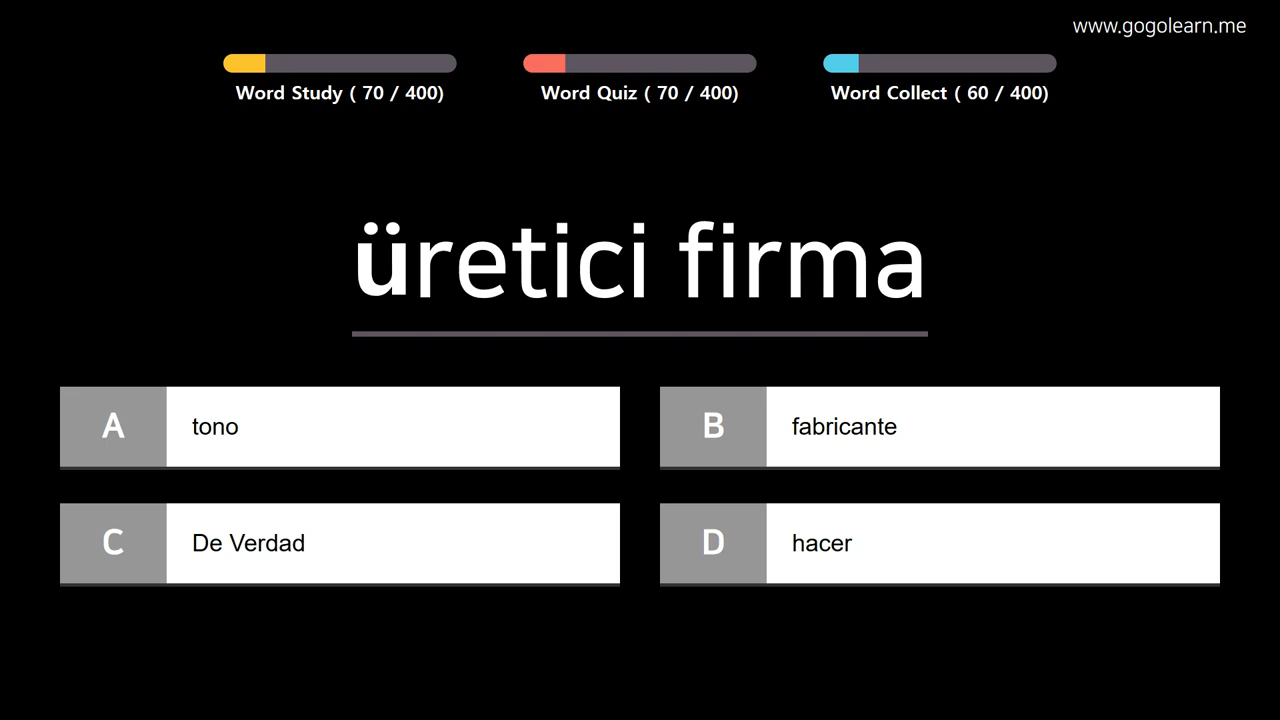 www.gogolearn.me
Word Study ( 70 / 400)
Word Quiz ( 70 / 400)
Word Collect ( 60 / 400)
üretici firma
A tono
B fabricante
C De Verdad
D hacer